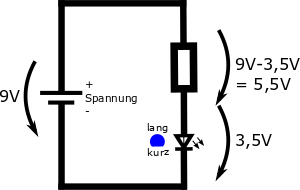 9V
+
Spannung
-
lang
kurz
9V-3,5V
= 5,5V
3,5V